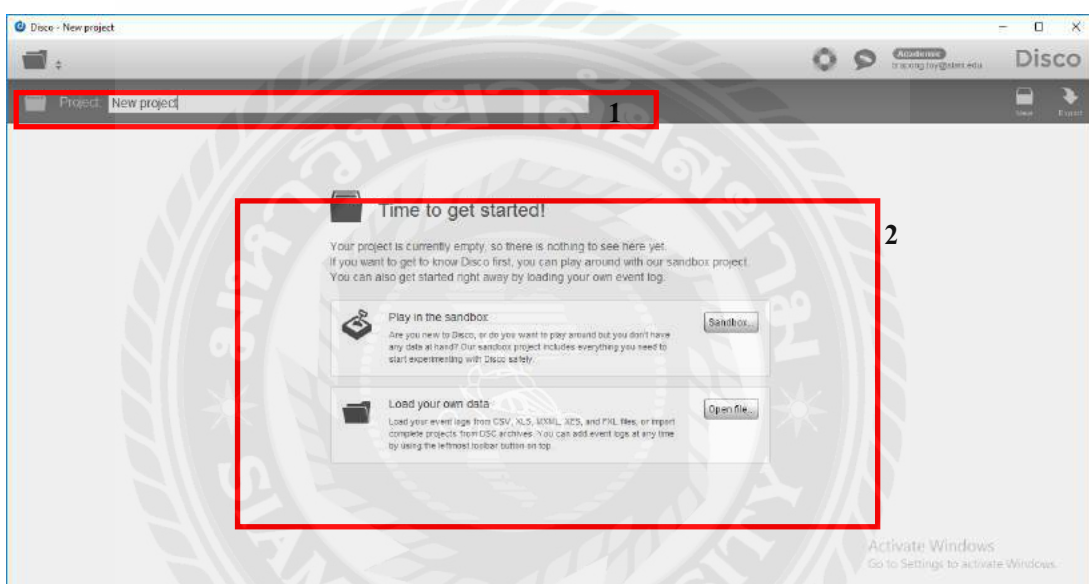 Disco - New project
Academic
Disco
Project: New project
1
Export
2
Time to get started!
Your project is currently empty, so there is nothing to see here yet.
If you want to get to know Disco first, you can play around with our sandbox project.
You can also get started right away by loading your own event log.
Play in the sandbox
Sandbox...
Are you new to Disco, or do you want to play around but you don't have
any data at hand? Our sandbox project includes everything you need to
start experimenting with Disco safely.
Load your own data
Open file...
Load your event logs from CSV, XLS, MXML, XES, and FXL files, or import
complete projects from DSC archives. You can add event logs at any time
by using the leftmost toolbar button on top.
Activate Windows
Go to Settings to activate Windows.